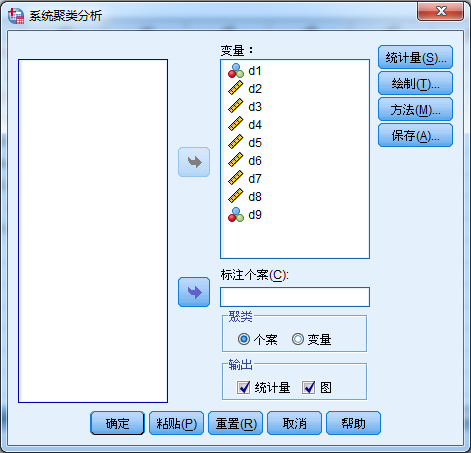 系统聚类分析
变量：
d1
d2
d3
d4
d5
d6
d7
d8
d9
统计量(S)...
绘制(T)...
方法(M)...
保存(A)...
标注个案(C):
聚类
个案 变量
输出
统计量 图
确定 粘贴(P) 重置(R) 取消 帮助